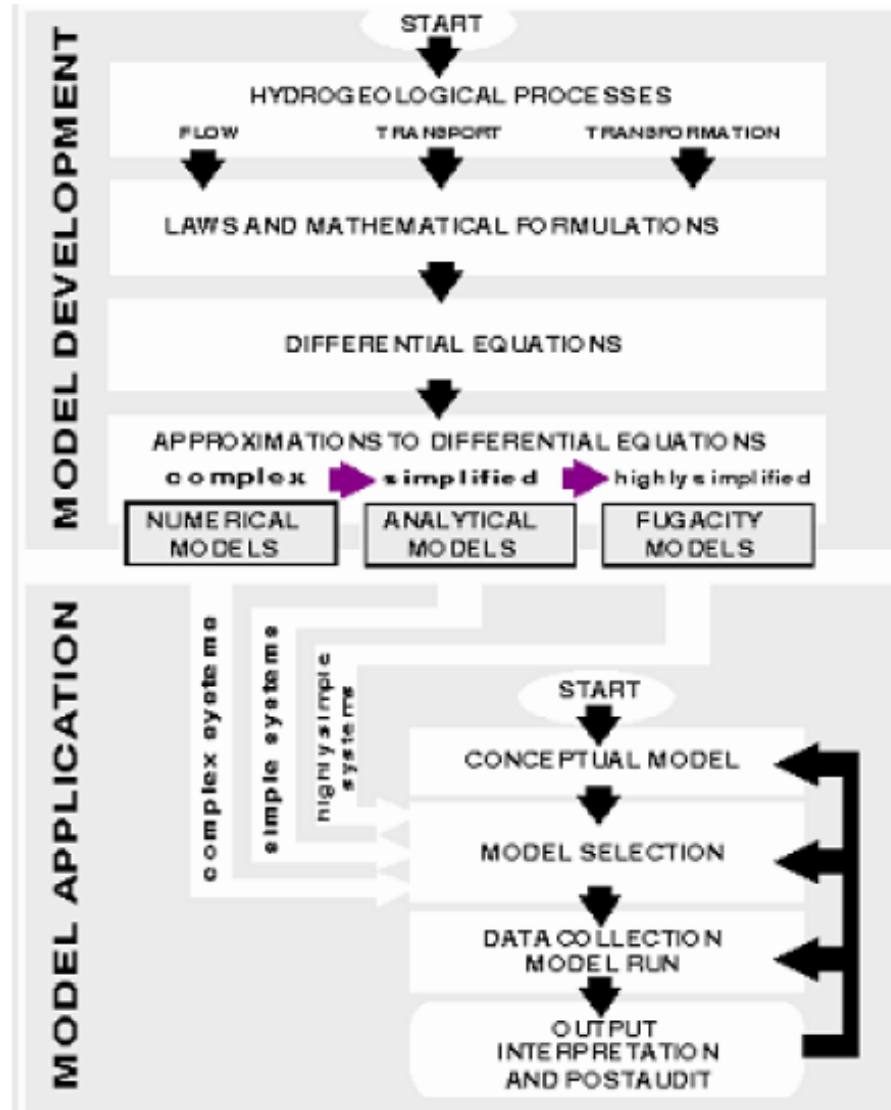 MODEL DEVELOPMENT
START
HYDROGEOLOGICAL PROCESSES
FLOW TRANSPORT TRANSFORMATION
LAWS AND MATHEMATICAL FORMULATIONS
DIFFERENTIAL EQUATIONS
APPROXIMATIONS TO DIFFERENTIAL EQUATIONS
complex simplified highly simplified
NUMERICAL
MODELS
ANALYTICAL
MODELS
FUGACITY
MODELS
MODEL APPLICATION
complex systems
simple systems
highly simple
systems
START
CONCEPTUAL MODEL
MODEL SELECTION
DATA COLLECTION
MODEL RUN
OUTPUT
INTERPRETATION
AND POSTAUDIT